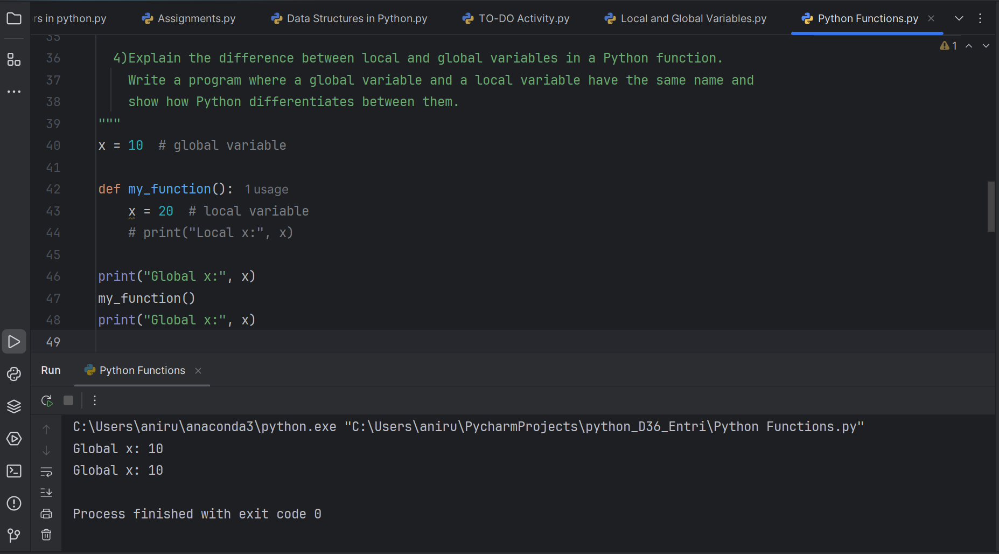 rs in python.py
Assignments.py
Data Structures in Python.py
TO-DO Activity.py
Local and Global Variables.py
Python Functions.py
1
35
36 4)Explain the difference between local and global variables in a Python function.
37 Write a program where a global variable and a local variable have the same name and
38 show how Python differentiates between them.
39 """
40 x = 10  # global variable
41
42 def my_function(): 1 usage
43     x = 20  # local variable
44     # print("Local x:", x)
45
46 print("Global x:", x)
47 my_function()
48 print("Global x:", x)
49
Run Python Functions
C:\Users\aniru\anaconda3\python.exe "C:\Users\aniru\PycharmProjects\python_D36_Entri\Python Functions.py"
Global x: 10
Global x: 10
Process finished with exit code 0